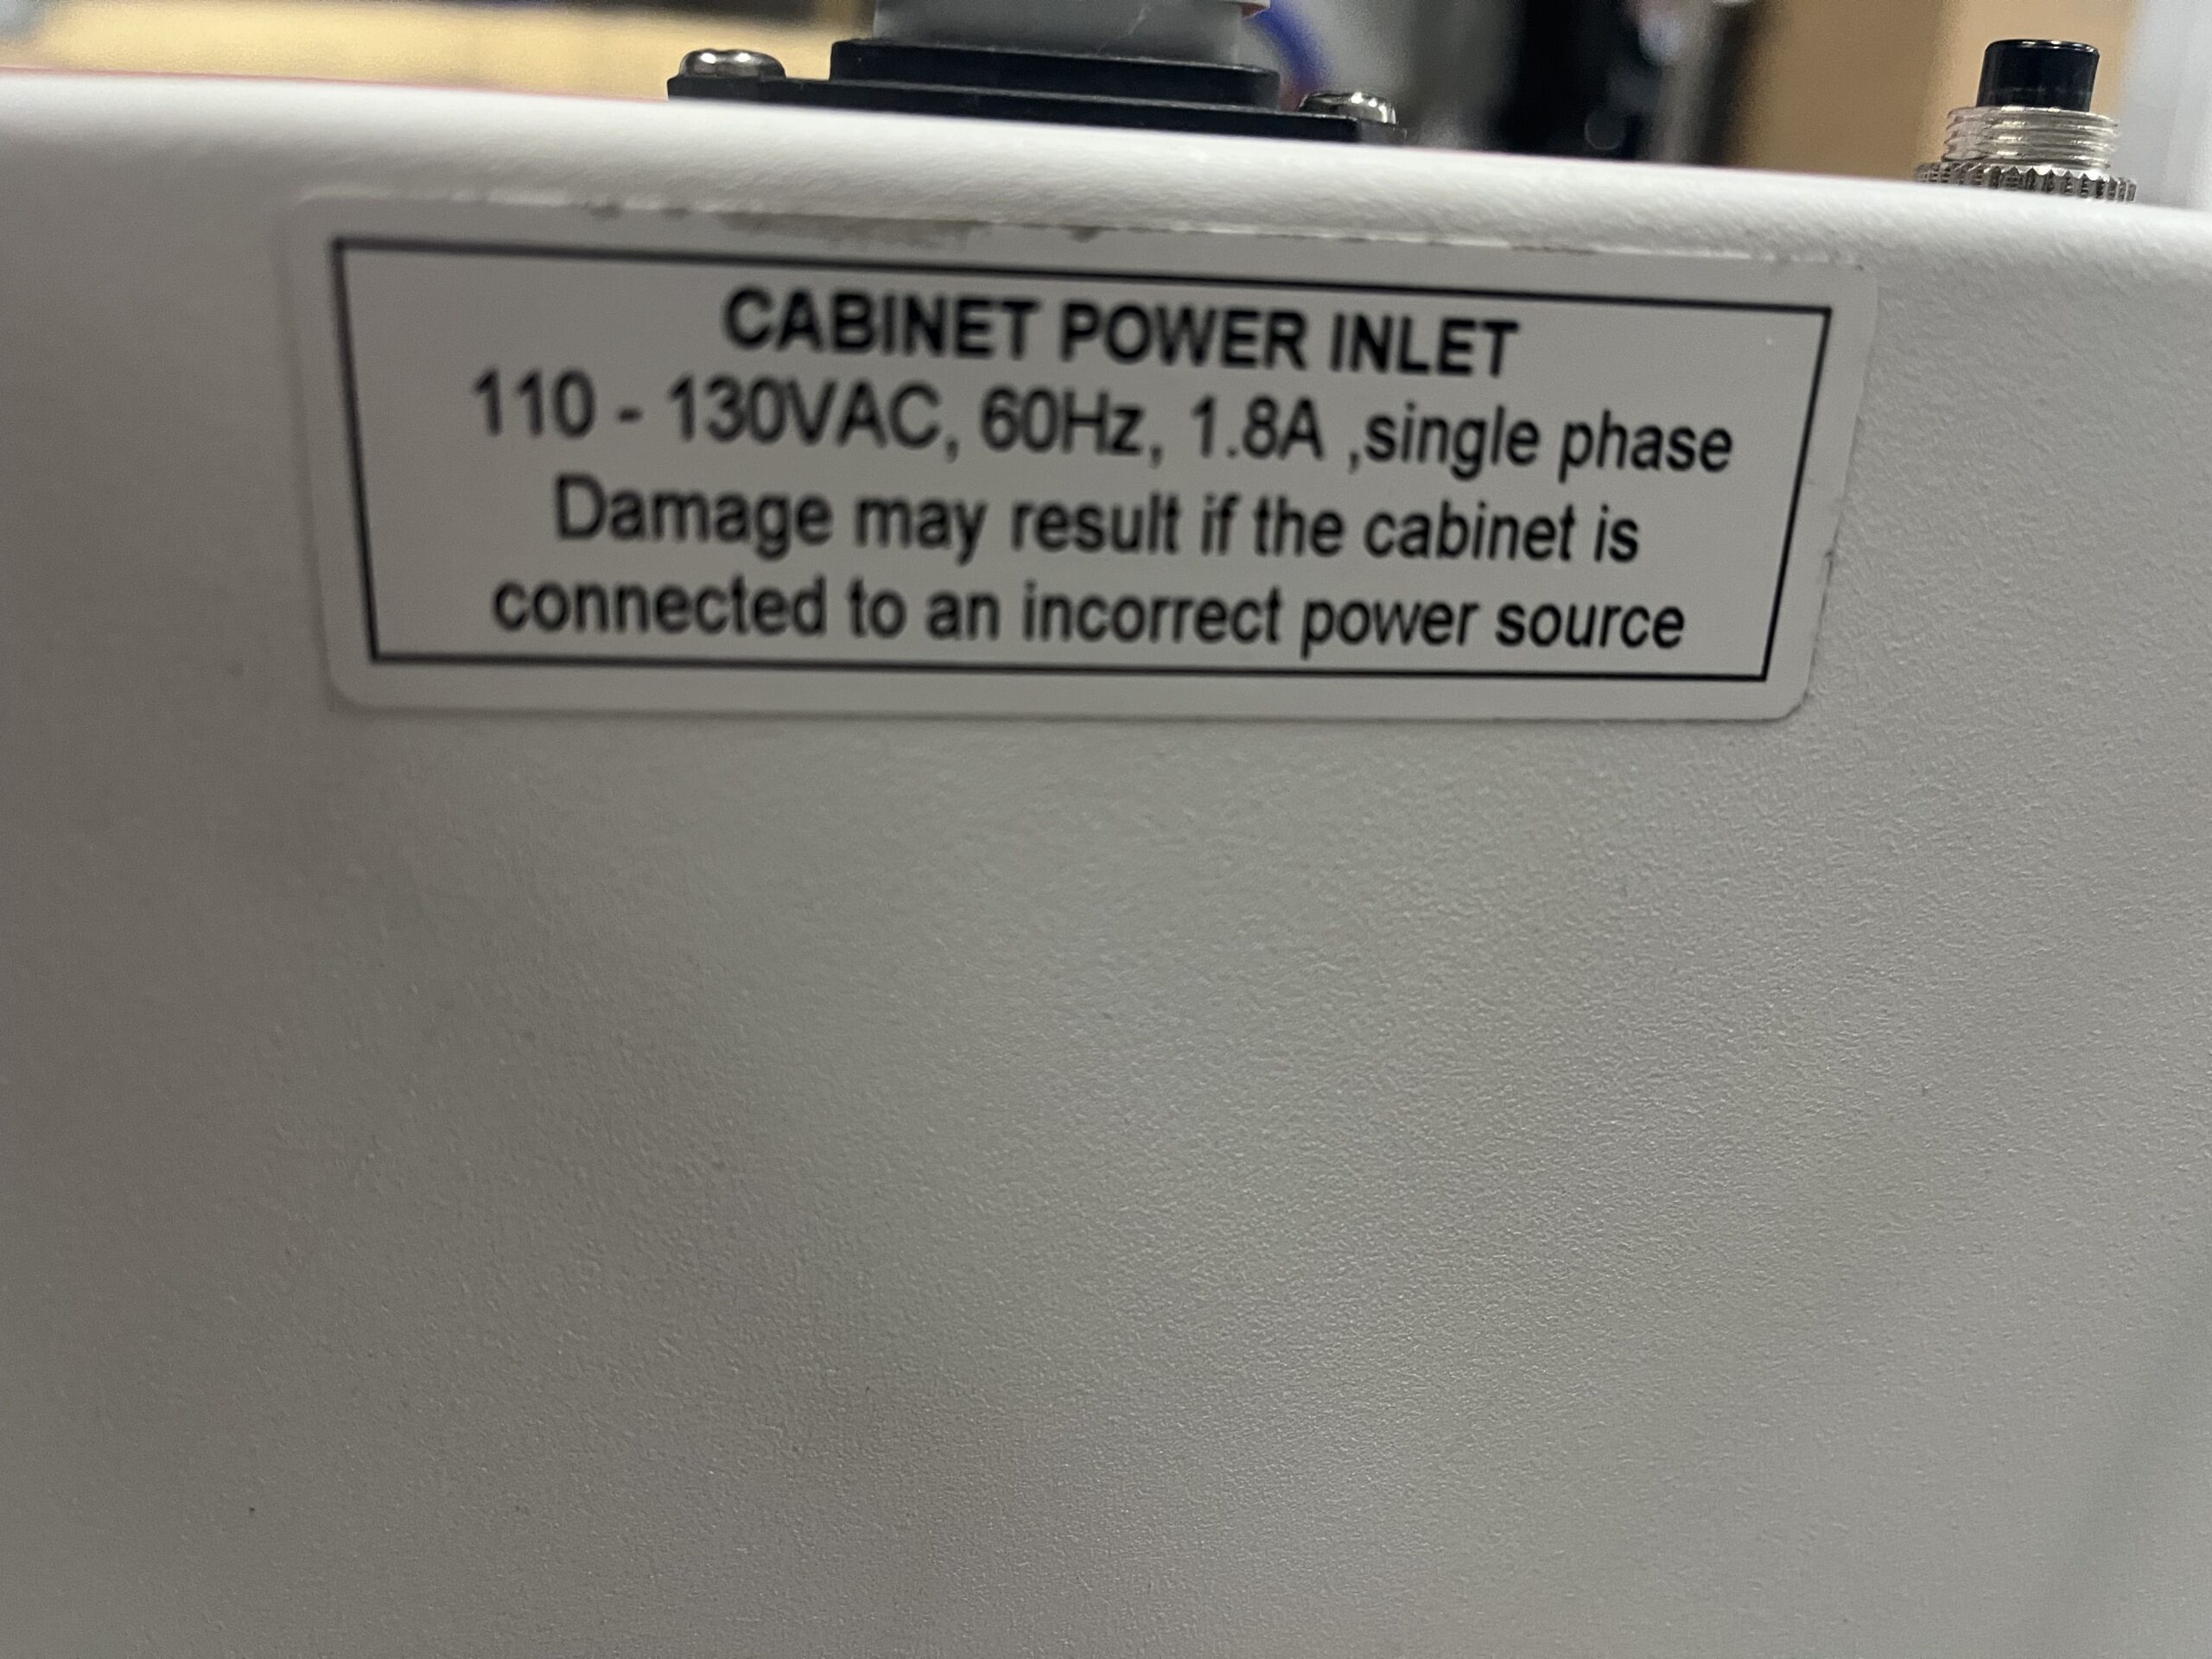 CABINET POWER INLET
110 - 130VAC, 60Hz, 1.8A ,single phase
Damage may result if the cabinet is
connected to an incorrect power source